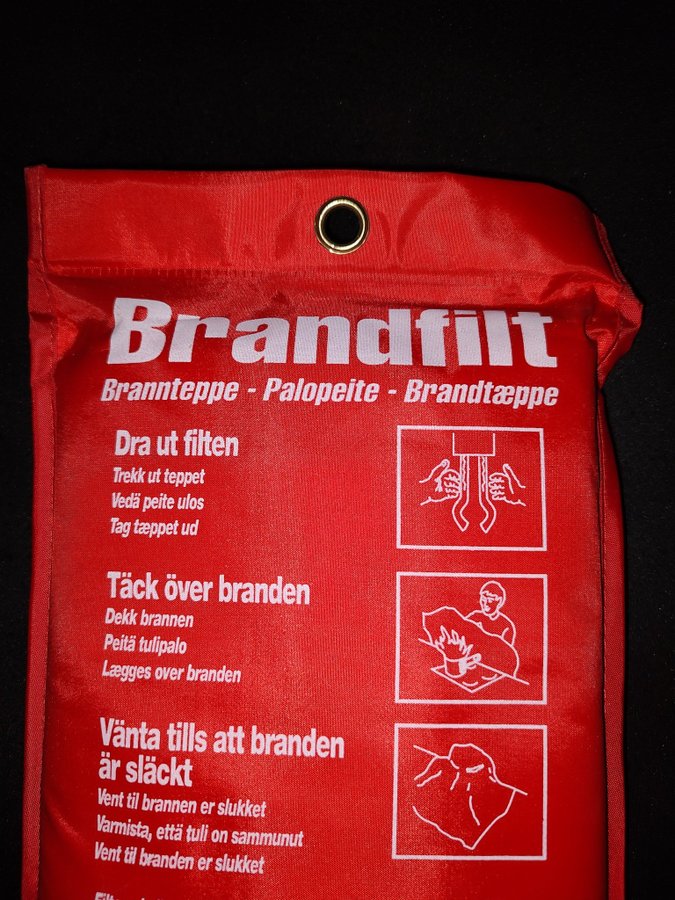 Brandfilt
Brannteppe - Palopeite - Brandtæppe
Dra ut filten
Trekk ut teppet
Vedä peite ulos
Tag tæppet ud
Täck över branden
Dekk brannen
Peitä tulipalo
Lægges over branden
Vänta tills att branden
är släckt
Vent til brannen er slukket
Varmista, että tuli on sammunut
Vent til branden er slukket